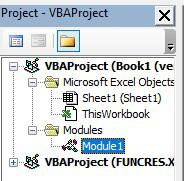 Project - VBAProject
VBAProject (Book1 (ve
Microsoft Excel Objects
Sheet1 (Sheet1)
ThisWorkbook
Modules
Module1
VBAProject (FUNCRES.X